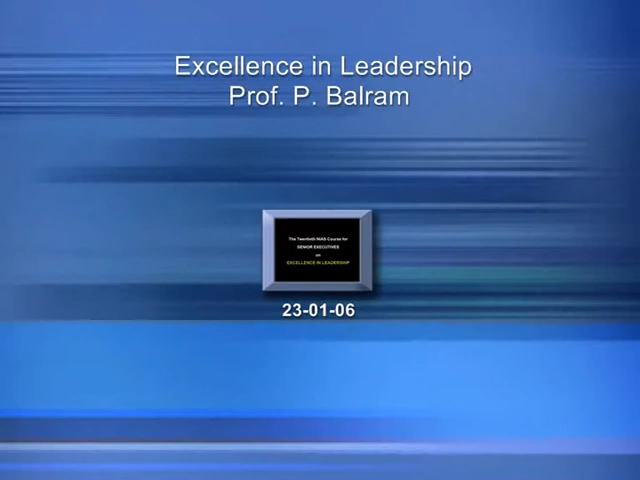 Excellence in Leadership
Prof. P. Balram
The Twentieth NIAS Course for
SENIOR EXECUTIVES
on
EXCELLENCE IN LEADERSHIP
23-01-06